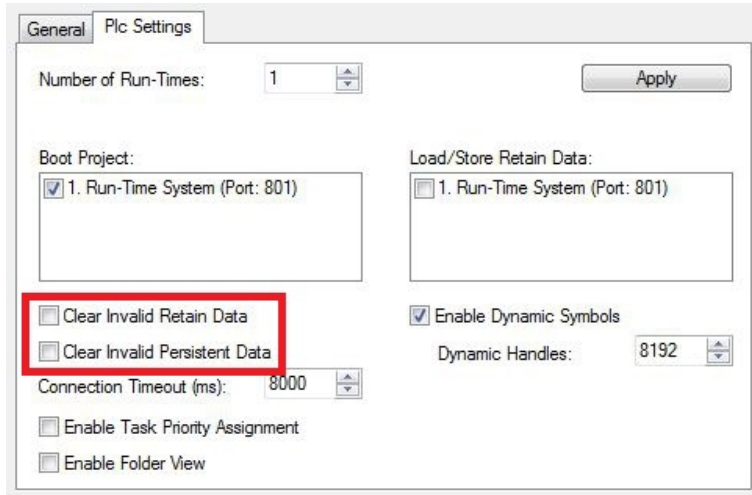 General Plc Settings
Number of Run-Times: 1 Apply
Boot Project: Load/Store Retain Data:
1. Run-Time System (Port: 801) 1. Run-Time System (Port: 801)
Clear Invalid Retain Data Enable Dynamic Symbols
Clear Invalid Persistent Data Dynamic Handles: 8192
Connection Timeout (ms): 8000
Enable Task Priority Assignment
Enable Folder View